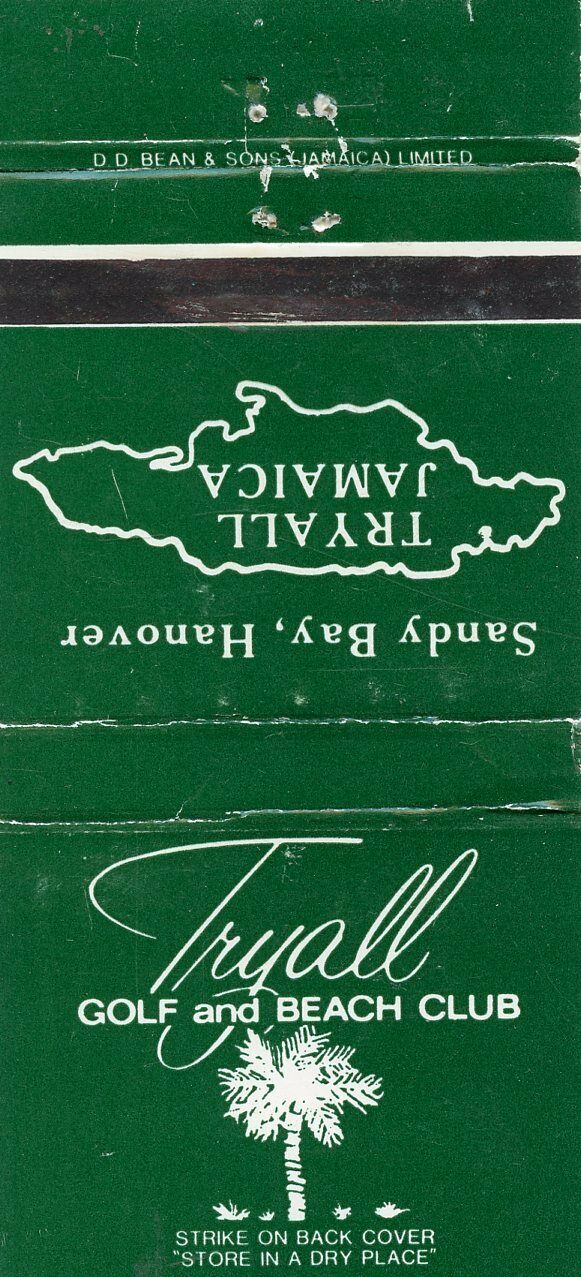 D D BEAN & SONS (JAMAICA) LIMITED
TRYALL
JAMAICA
Sandy Bay, Hanover
Tryall
GOLF and BEACH CLUB
STRIKE ON BACK COVER
"STORE IN A DRY PLACE"